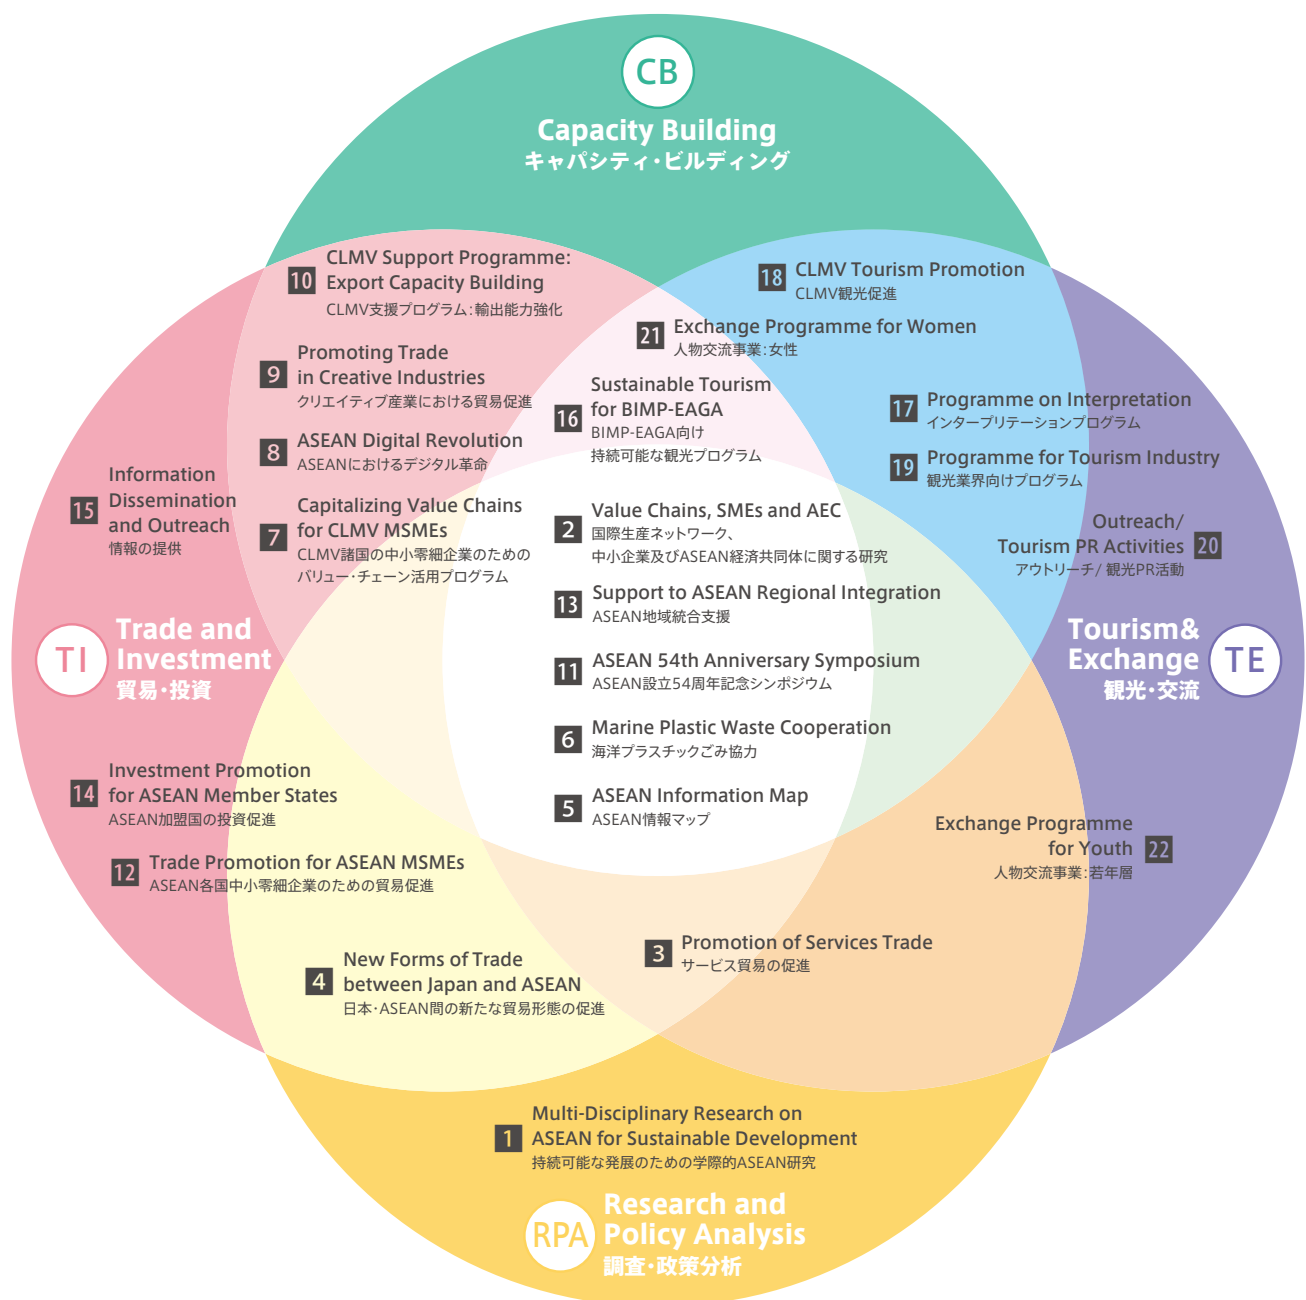 CB
Capacity Building
キャパシティ・ビルディング
10
CLMV Support Programme:
Export Capacity Building
CLMV支援プログラム:輸出能力強化
18
CLMV Tourism Promotion
CLMV観光促進
21
Exchange Programme for Women
人物交流事業:女性
9
Promoting Trade
in Creative Industries
クリエイティブ産業における貿易促進
16
Sustainable Tourism
for BIMP-EAGA
BIMP-EAGA向け
持続可能な観光プログラム
17
Programme on Interpretation
インタープリテーションプログラム
8
ASEAN Digital Revolution
ASEANにおけるデジタル革命
19
Programme for Tourism Industry
観光業界向けプログラム
15
Information
Dissemination
and Outreach
情報の提供
7
Capitalizing Value Chains
for CLMV MSMEs
CLMV諸国の中小零細企業のための
バリュー・チェーン活用プログラム
2
Value Chains, SMEs and AEC
国際生産ネットワーク、
中小企業及びASEAN経済共同体に関する研究
Outreach/
Tourism PR Activities
アウトリーチ/ 観光PR活動
20
13
Support to ASEAN Regional Integration
ASEAN地域統合支援
TI
Trade and
Investment
貿易・投資
11
ASEAN 54th Anniversary Symposium
ASEAN設立54周年記念シンポジウム
Tourism&
Exchange
観光・交流
TE
6
Marine Plastic Waste Cooperation
海洋プラスチックごみ協力
14
Investment Promotion
for ASEAN Member States
ASEAN加盟国の投資促進
5
ASEAN Information Map
ASEAN情報マップ
Exchange Programme
for Youth
人物交流事業:若年層
22
12
Trade Promotion for ASEAN MSMEs
ASEAN各国中小零細企業のための貿易促進
4
New Forms of Trade
between Japan and ASEAN
日本・ASEAN間の新たな貿易形態の促進
3
Promotion of Services Trade
サービス貿易の促進
1
Multi-Disciplinary Research on
ASEAN for Sustainable Development
持続可能な発展のための学際的ASEAN研究
RPA
Research and
Policy Analysis
調査・政策分析